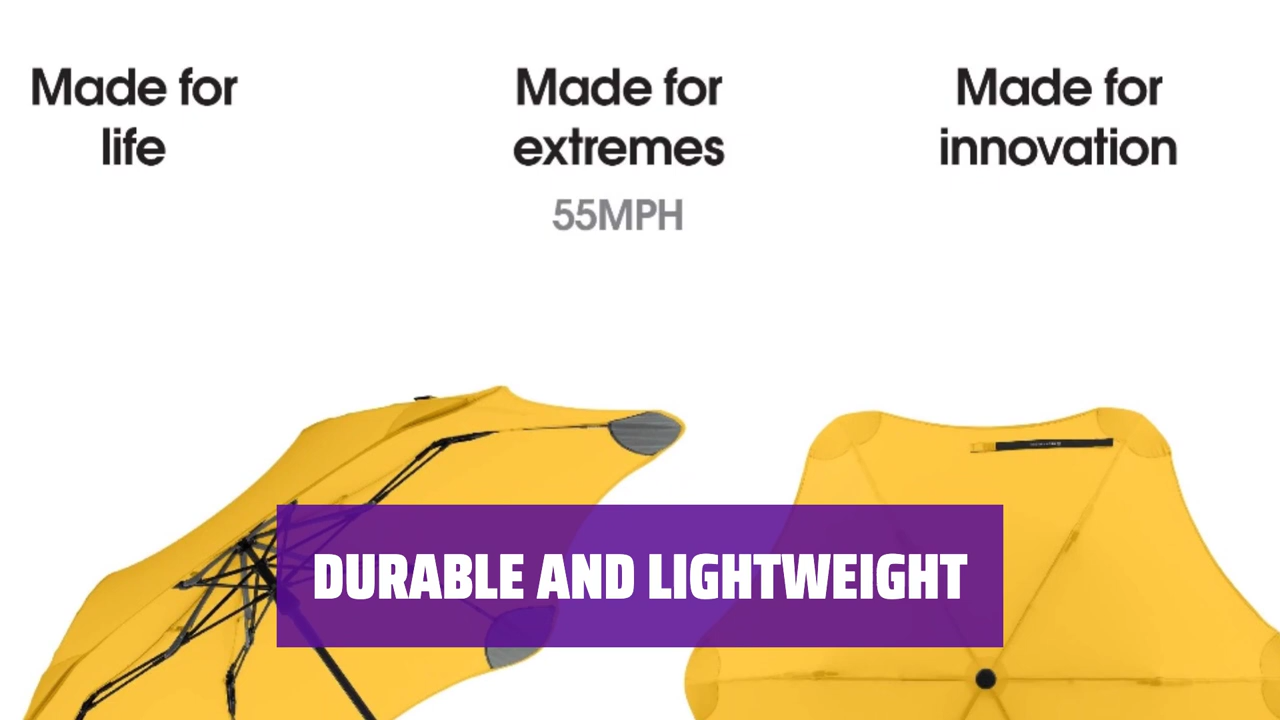 Made for
life
Made for
extremes
55MPH
Made for
innovation
DURABLE AND LIGHTWEIGHT